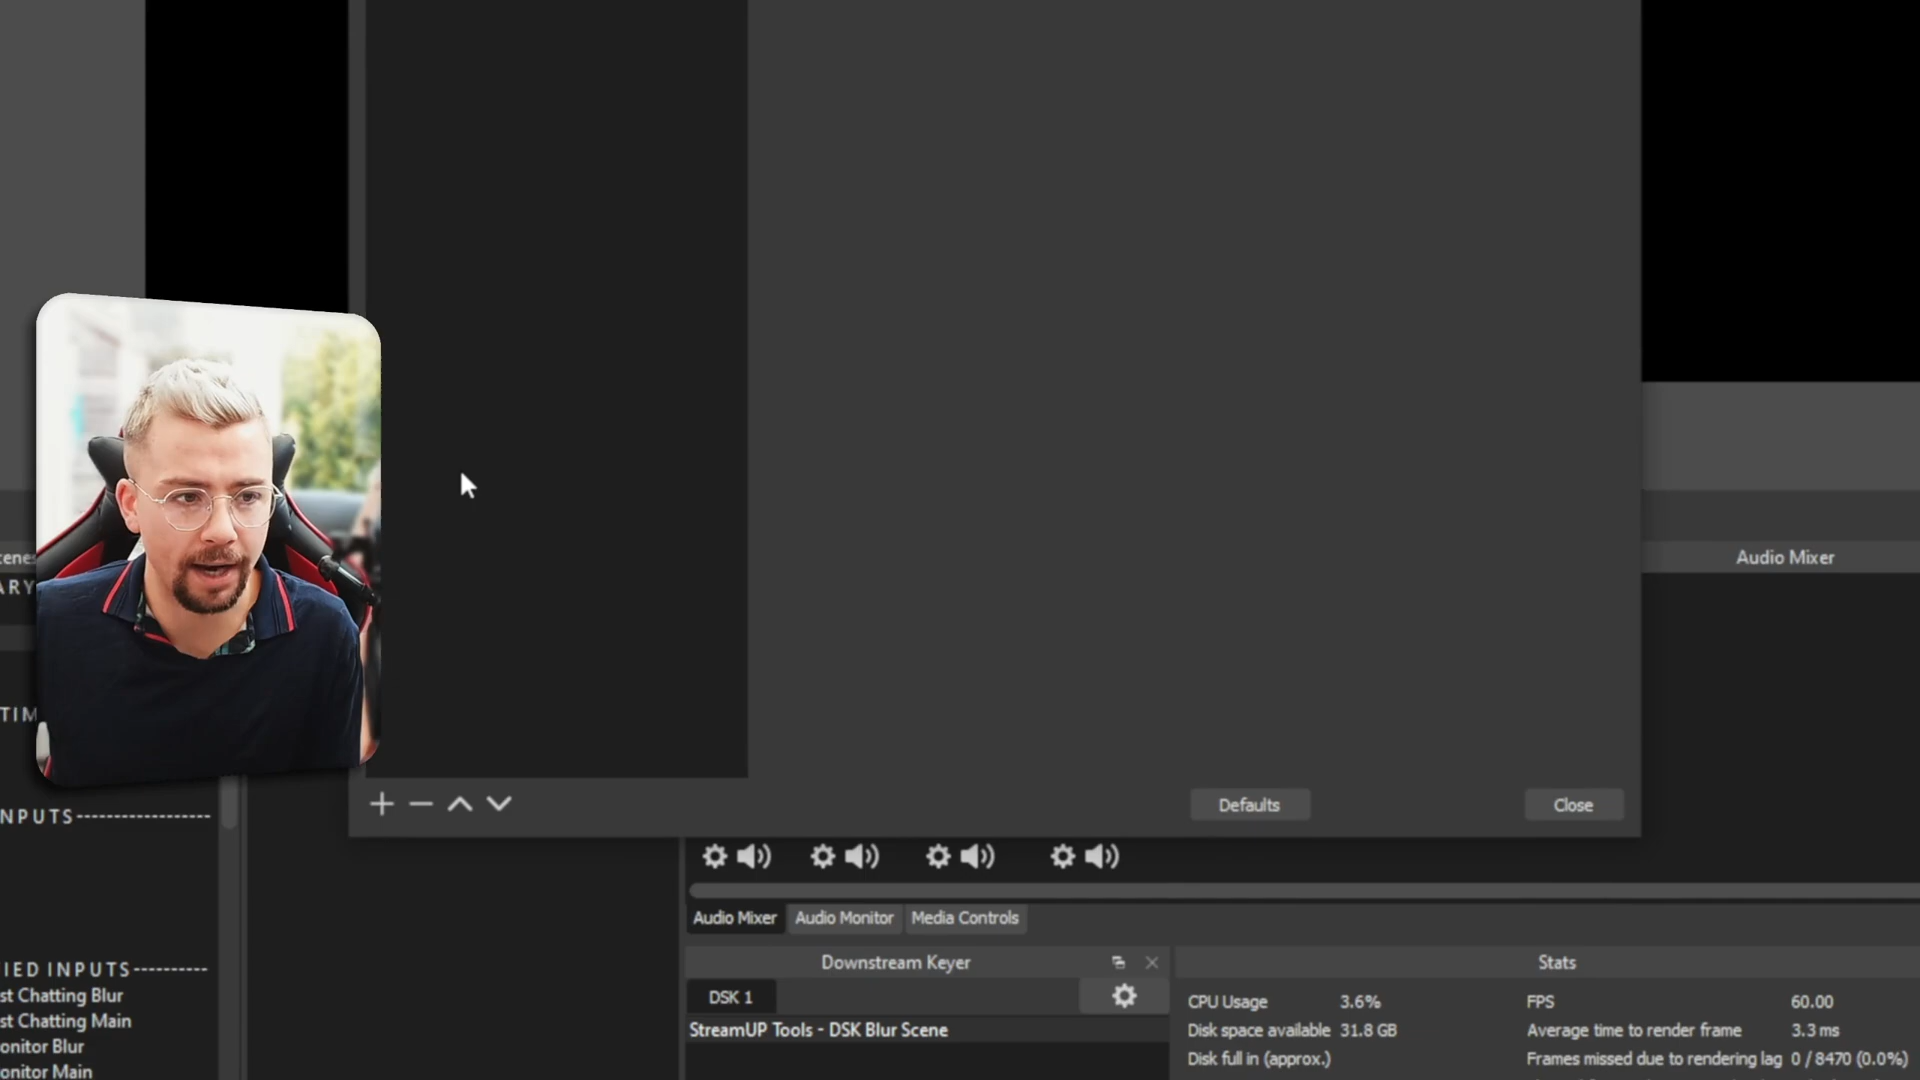 Audio Mixer
INPUTS------------------
Defaults
Close
Audio Mixer
Audio Monitor
Media Controls
IED INPUTS----------
st Chatting Blur
st Chatting Main
onitor Blur
onitor Main
Downstream Keyer
DSK 1
StreamUP Tools - DSK Blur Scene
Stats
CPU Usage 3.6%
Disk space available 31.8 GB
Disk full in (approx.)
FPS 60.00
Average time to render frame 3.3 ms
Frames missed due to rendering lag 0 / 8470 (0.0%)